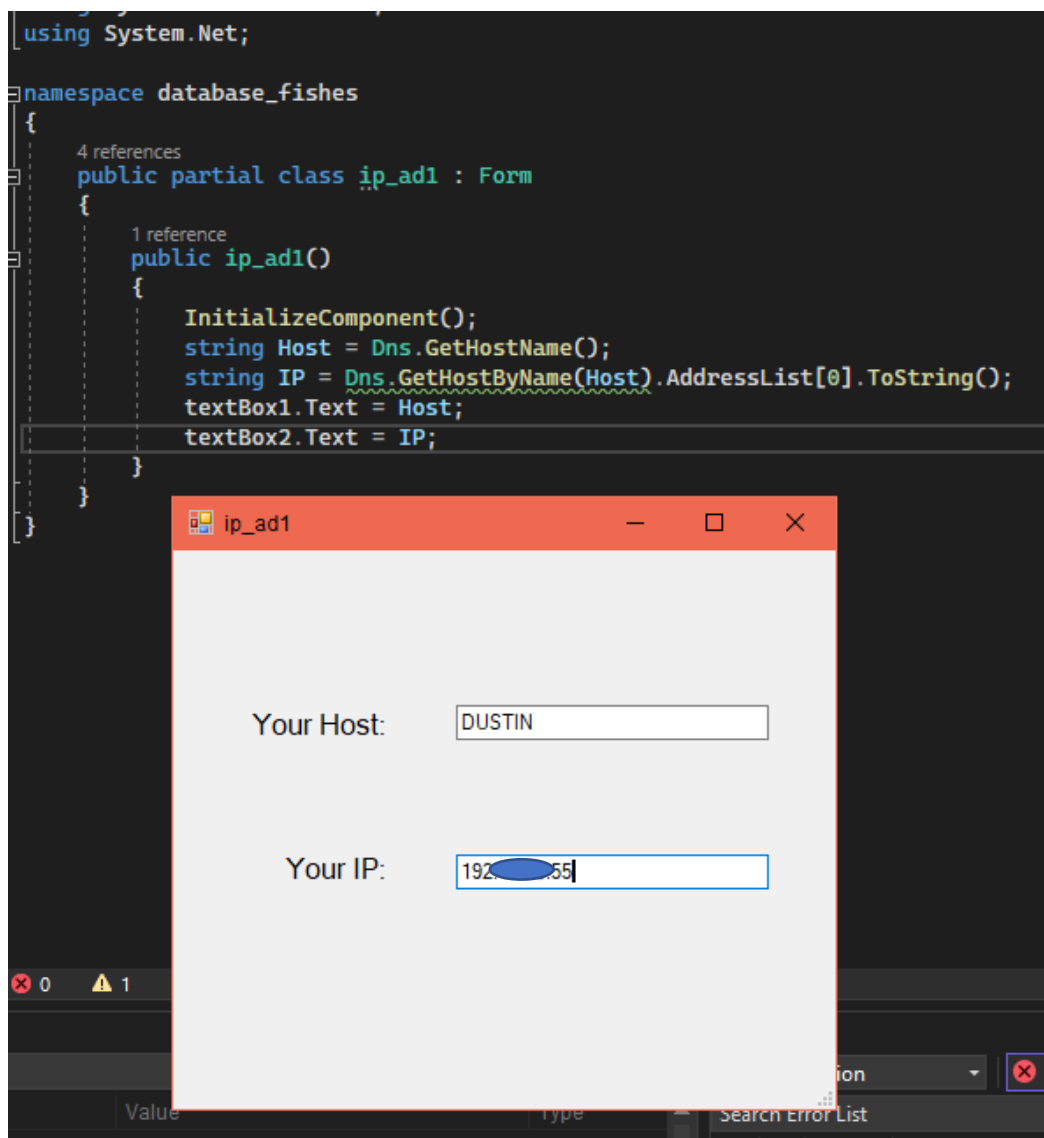 using System.Net;
namespace database_fishes
{
4 references
public partial class ip_ad1 : Form
{
1 reference
public ip_ad1()
{
InitializeComponent();
string Host = Dns.GetHostName();
string IP = Dns.GetHostByName(Host).AddressList[0].ToString();
textBox1.Text = Host;
textBox2.Text = IP;
}
}
}
ip_ad1
Your Host: DUSTIN
Your IP: 192 55
0 1
Value Type Search Error List